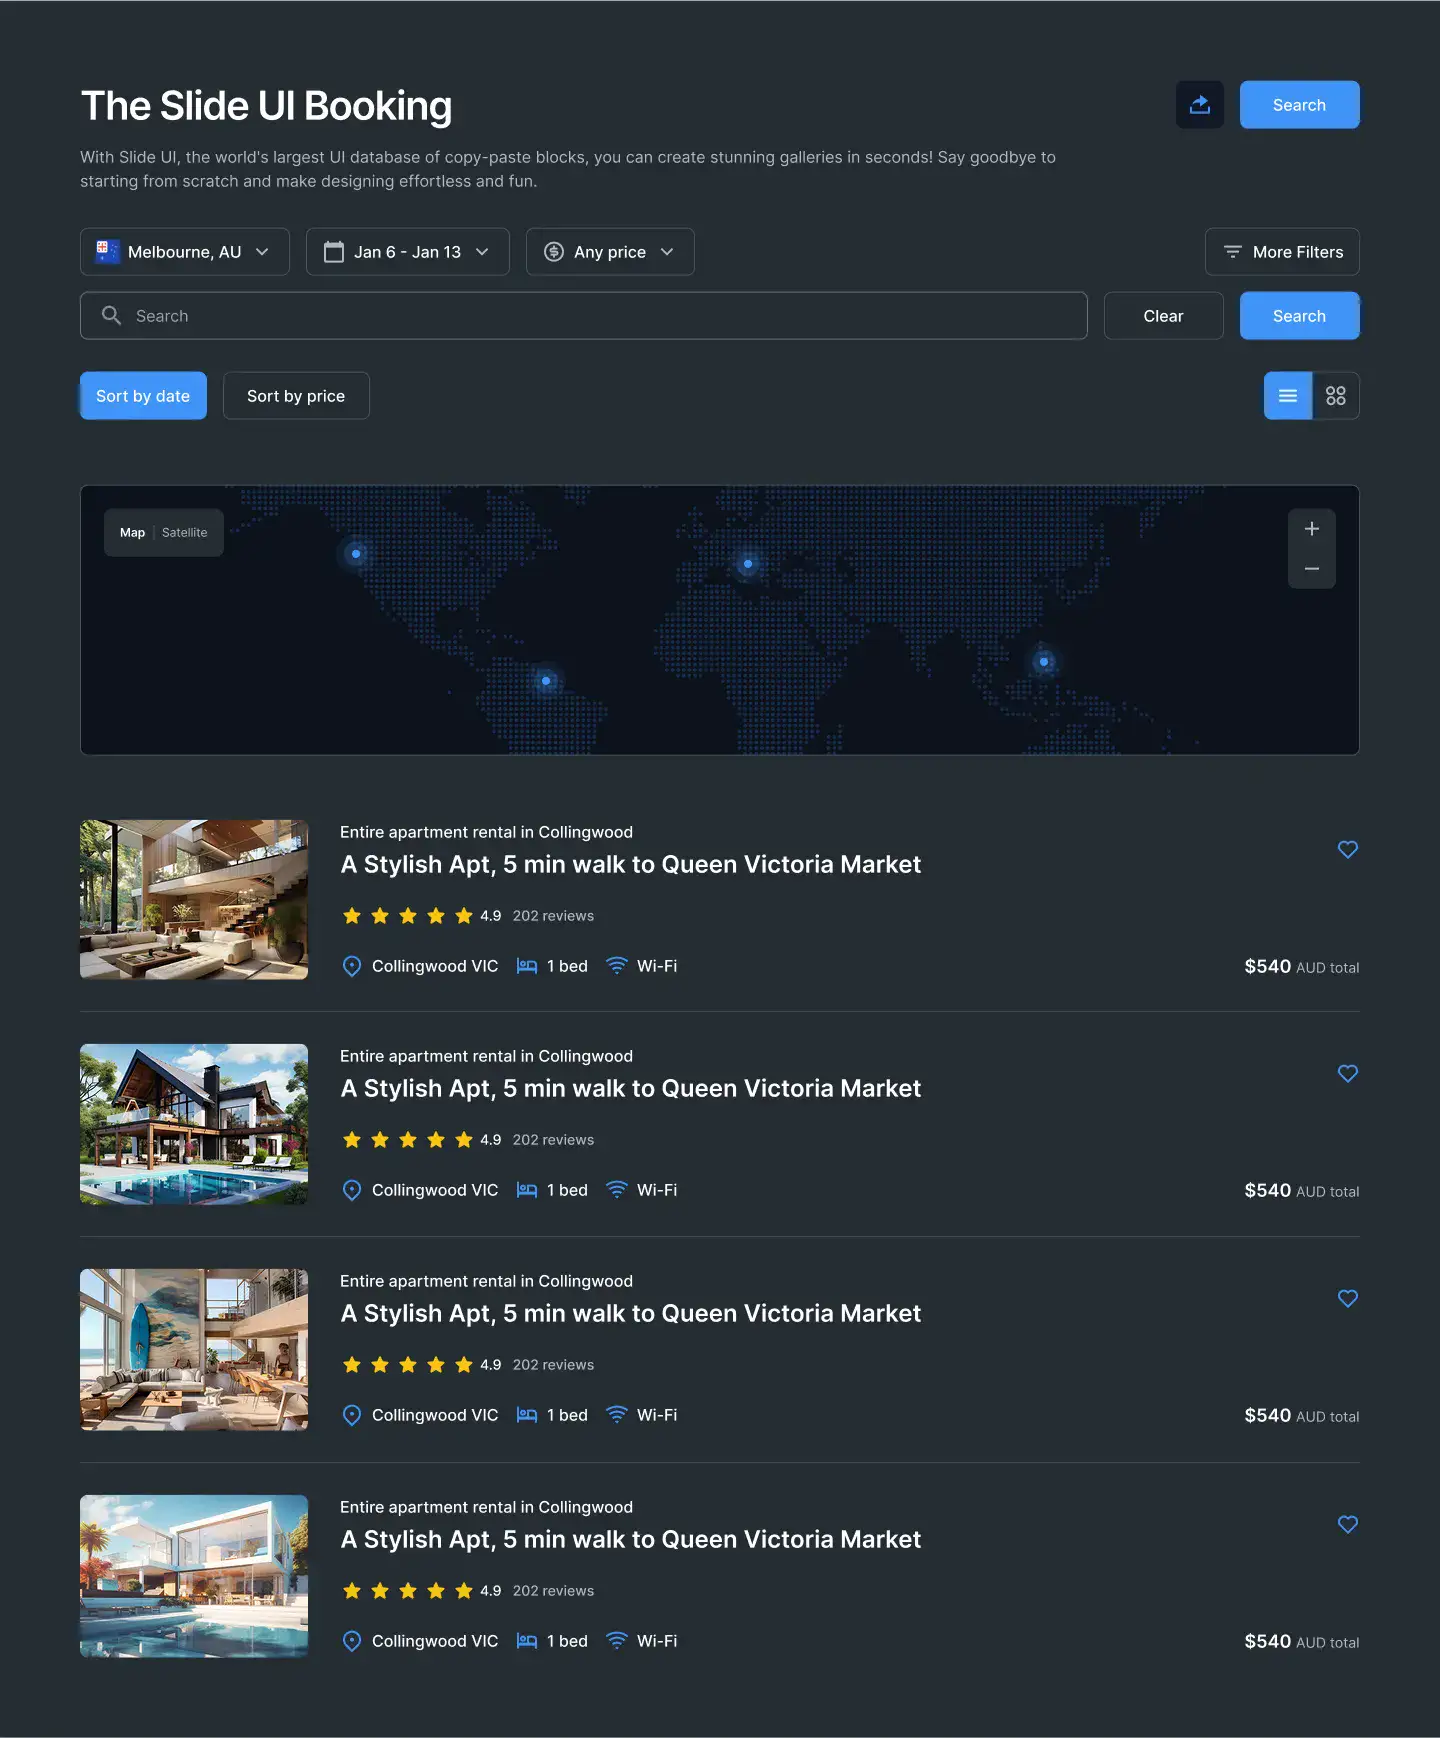 The Slide UI Booking
Search
With Slide UI, the world's largest UI database of copy-paste blocks, you can create stunning galleries in seconds! Say goodbye to
starting from scratch and make designing effortless and fun.
Melbourne, AU
Jan 6 - Jan 13
Any price
More Filters
Search
Clear
Search
Sort by date
Sort by price
Map
Satellite
Entire apartment rental in Collingwood
A Stylish Apt, 5 min walk to Queen Victoria Market
4.9 202 reviews
Collingwood VIC 1 bed Wi-Fi
$540 AUD total
Entire apartment rental in Collingwood
A Stylish Apt, 5 min walk to Queen Victoria Market
4.9 202 reviews
Collingwood VIC 1 bed Wi-Fi
$540 AUD total
Entire apartment rental in Collingwood
A Stylish Apt, 5 min walk to Queen Victoria Market
4.9 202 reviews
Collingwood VIC 1 bed Wi-Fi
$540 AUD total
Entire apartment rental in Collingwood
A Stylish Apt, 5 min walk to Queen Victoria Market
4.9 202 reviews
Collingwood VIC 1 bed Wi-Fi
$540 AUD total